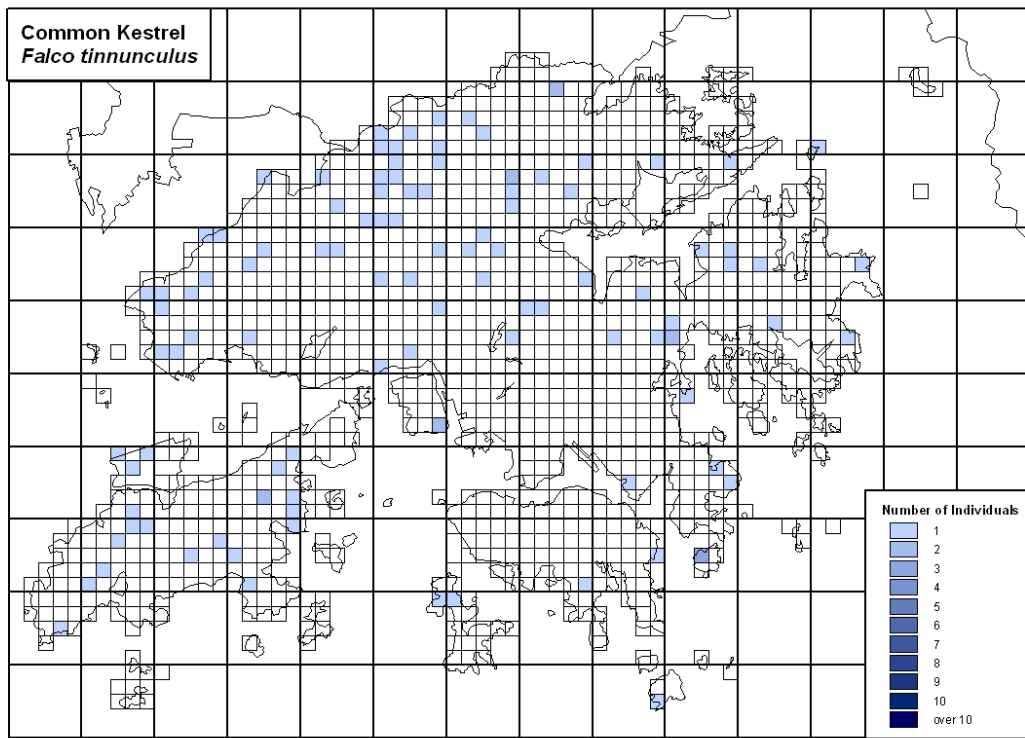 Common Kestrel
Falco tinnunculus
Number of Individuals
1
2
3
4
5
6
7
8
9
10
over 10